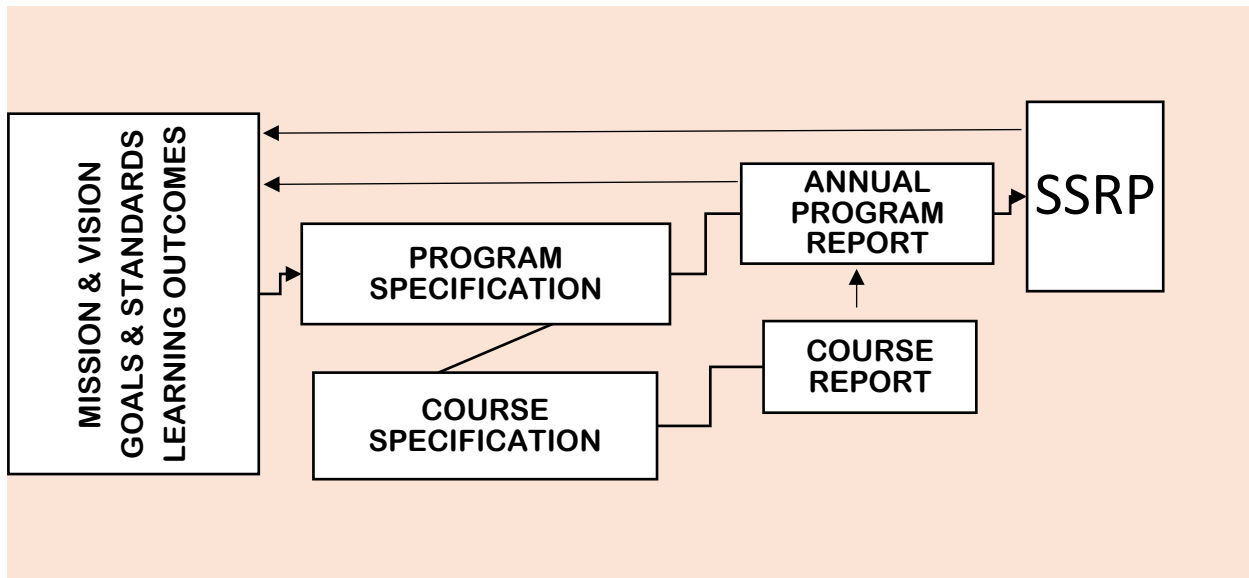 MISSION & VISION
GOALS & STANDARDS
LEARNING OUTCOMES
PROGRAM
SPECIFICATION
COURSE
SPECIFICATION
ANNUAL
PROGRAM
REPORT
COURSE
REPORT
SSRP